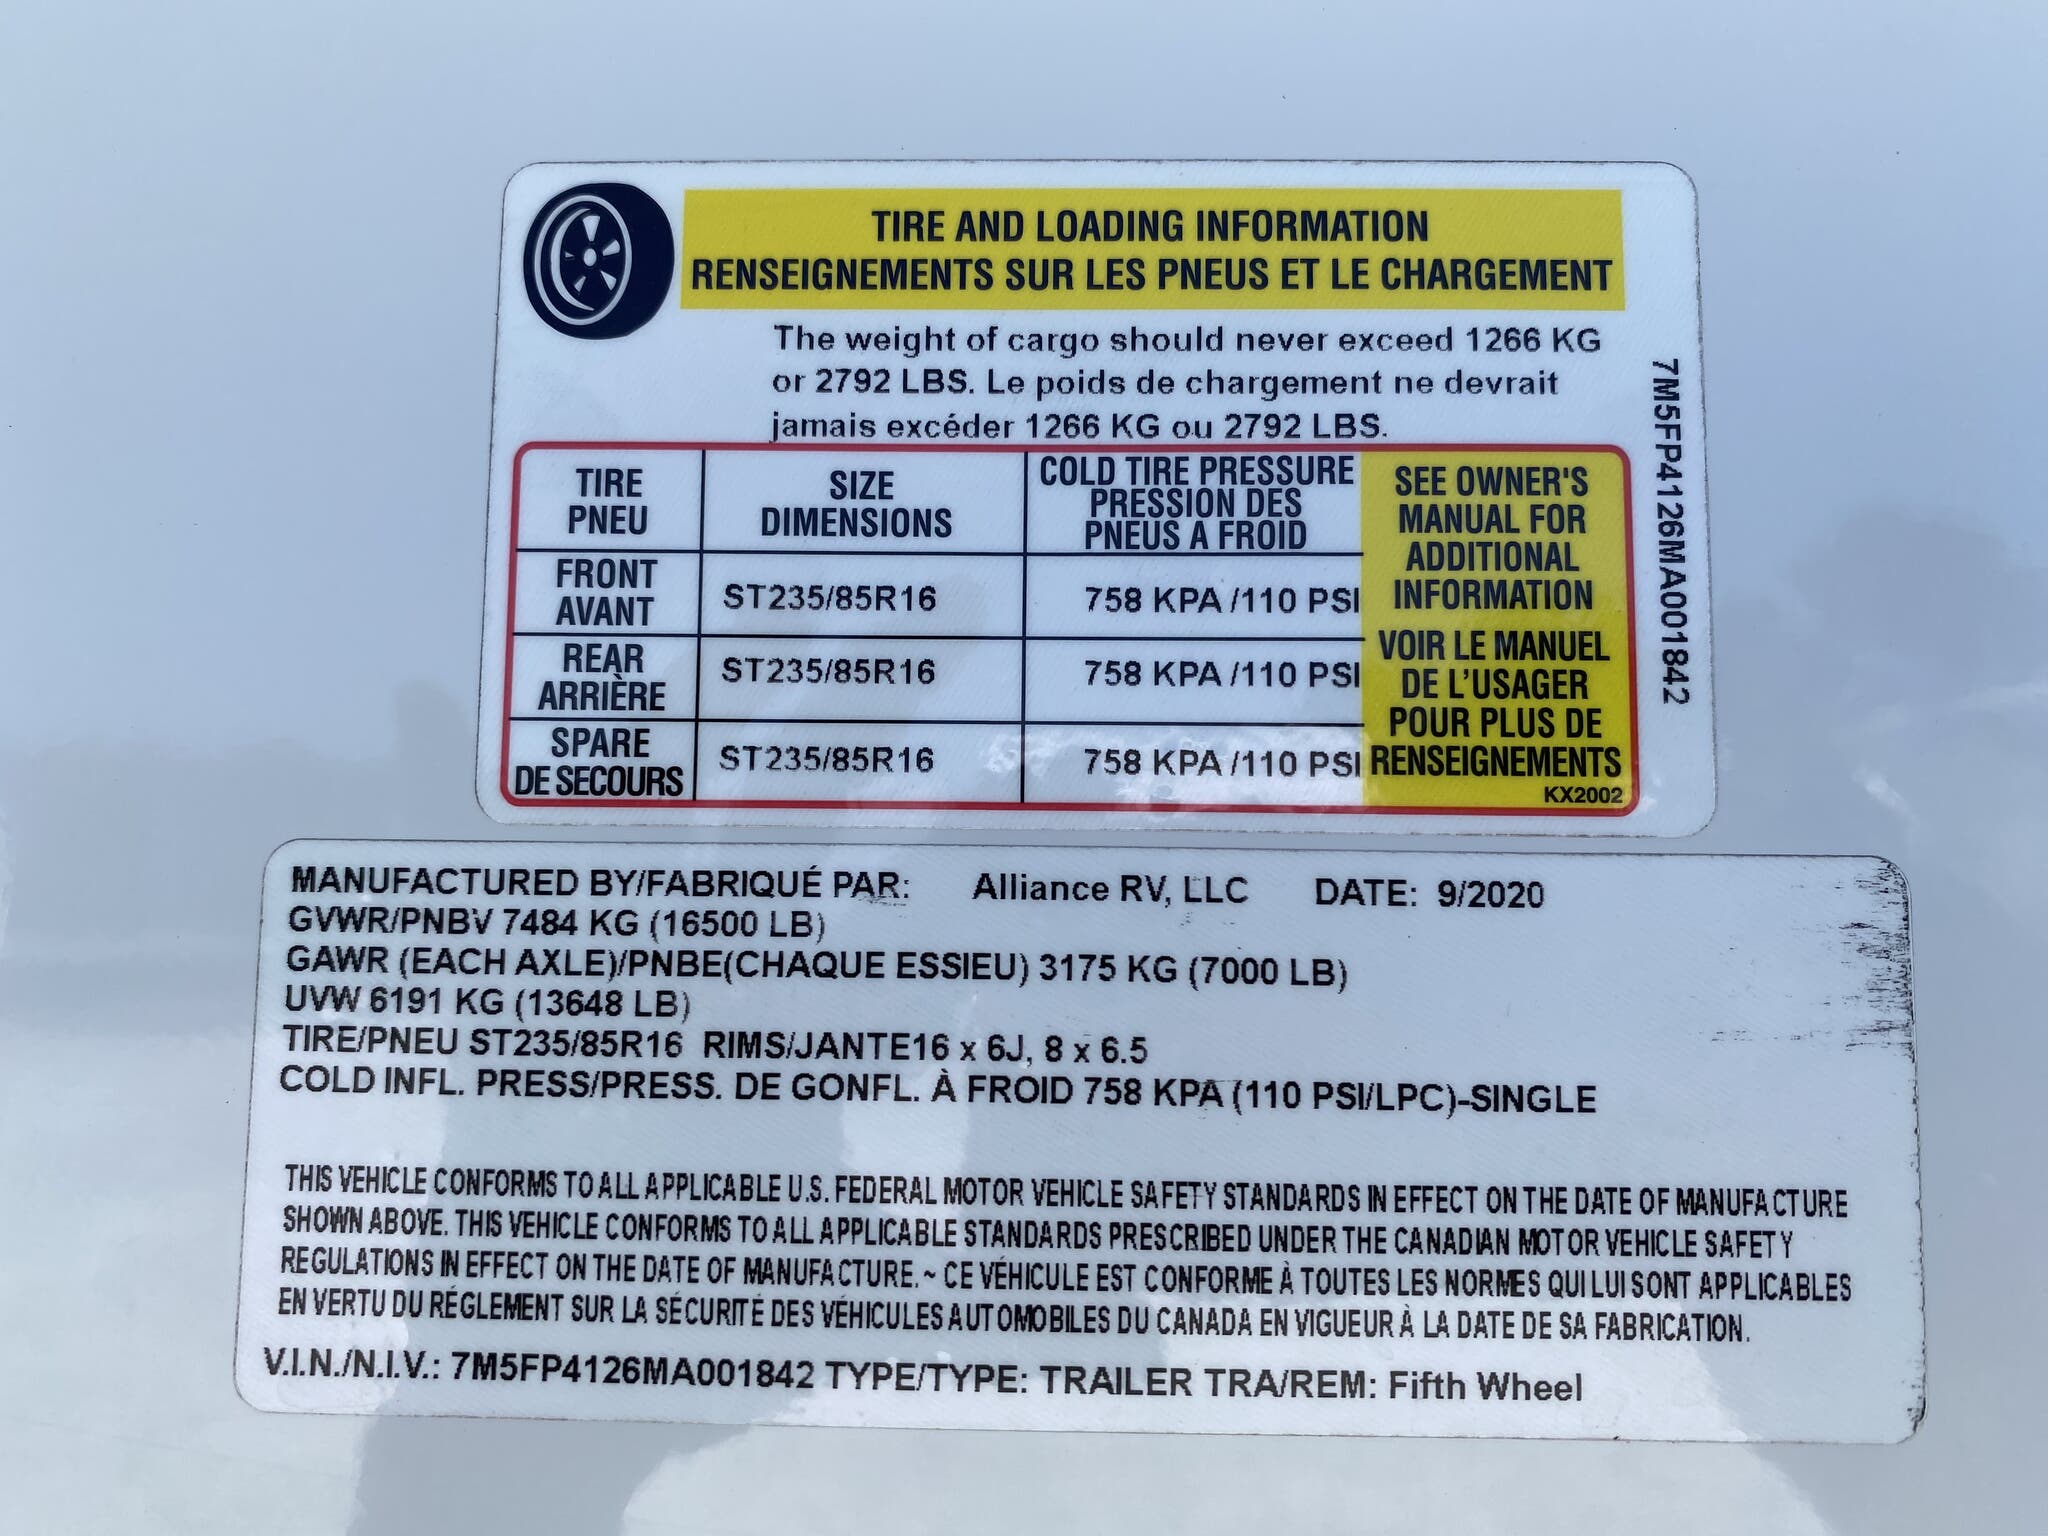 TIRE AND LOADING INFORMATION
RENSEIGNEMENTS SUR LES PNEUS ET LE CHARGEMENT
The weight of cargo should never exceed 1266 KG
or 2792 LBS. Le poids de chargement ne devrait
jamais excéder 1266 KG ou 2792 LBS.
TIRE
PNEU
SIZE
DIMENSIONS
COLD TIRE PRESSURE
PRESSION DES
PNEUS A FROID
FRONT
AVANT
ST235/85R16
758 KPA /110 PSI
REAR
ARRIÈRE
ST235/85R16
758 KPA /110 PSI
SPARE
DE SECOURS
ST235/85R16
758 KPA /110 PSI
SEE OWNER'S
MANUAL FOR
ADDITIONAL
INFORMATION
VOIR LE MANUEL
DE L'USAGER
POUR PLUS DE
RENSEIGNEMENTS
KX2002
7M5FP4126MA001842
MANUFACTURED BY/FABRIQUÉ PAR: Alliance RV, LLC DATE: 9/2020
GVWR/PNBV 7484 KG (16500 LB)
GAWR (EACH AXLE)/PNBE(CHAQUE ESSIEU) 3175 KG (7000 LB)
UVW 6191 KG (13648 LB)
TIRE/PNEU ST235/85R16 RIMS/JANTE16 x 6J, 8 x 6.5
COLD INFL. PRESS/PRESS. DE GONFL. À FROID 758 KPA (110 PSI/LPC)-SINGLE
THIS VEHICLE CONFORMS TO ALL APPLICABLE U.S. FEDERAL MOTOR VEHICLE SAFETY STANDARDS IN EFFECT ON THE DATE OF MANUFACTURE
SHOWN ABOVE. THIS VEHICLE CONFORMS TO ALL APPLICABLE STANDARDS PRESCRIBED UNDER THE CANADIAN MOTOR VEHICLE SAFETY
REGULATIONS IN EFFECT ON THE DATE OF MANUFACTURE. ~ CE VÉHICULE EST CONFORME À TOUTES LES NORMES QUI LUI SONT APPLICABLES
EN VERTU DU RÉGLEMENT SUR LA SÉCURITÉ DES VÉHICULES AUTOMOBILES DU CANADA EN VIGUEUR À LA DATE DE SA FABRICATION.
V.I.N./N.I.V.: 7M5FP4126MA001842 TYPE/TYPE: TRAILER TRA/REM: Fifth Wheel